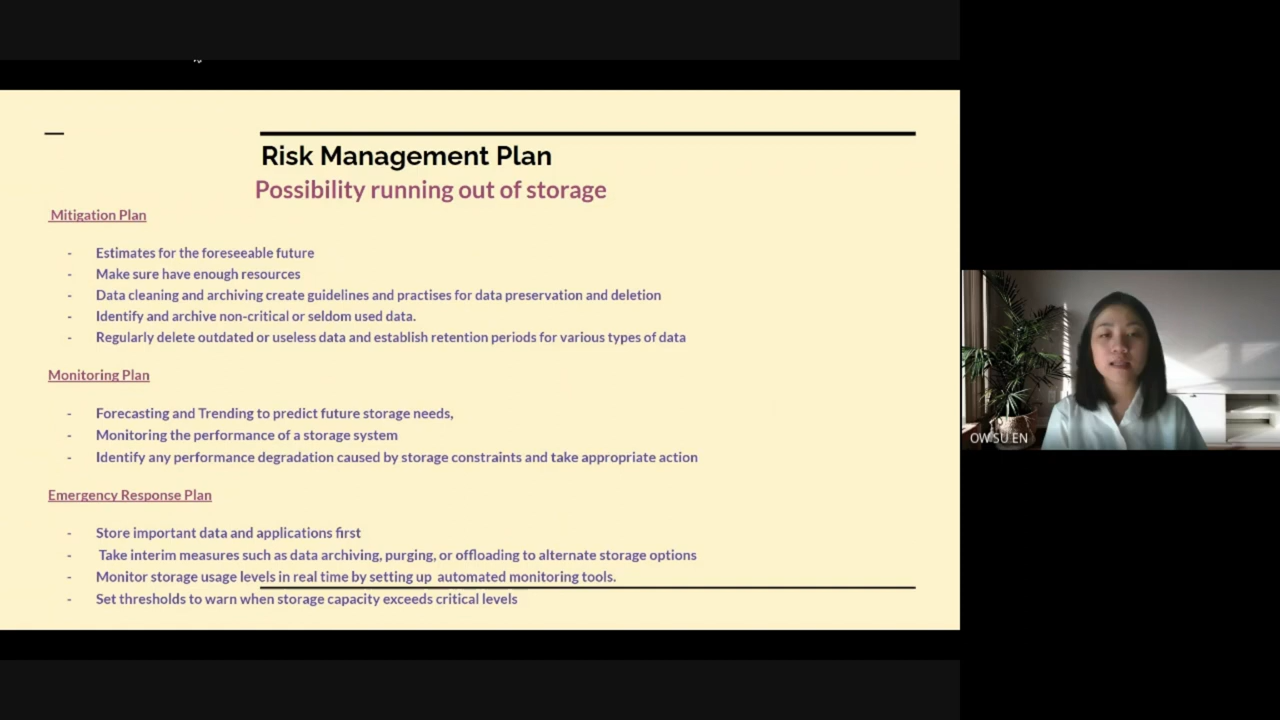 Risk Management Plan
Possibility running out of storage
Mitigation Plan
- Estimates for the foreseeable future
- Make sure have enough resources
- Data cleaning and archiving create guidelines and practises for data preservation and deletion
- Identify and archive non-critical or seldom used data.
- Regularly delete outdated or useless data and establish retention periods for various types of data
Monitoring Plan
- Forecasting and Trending to predict future storage needs,
- Monitoring the performance of a storage system
- Identify any performance degradation caused by storage constraints and take appropriate action
Emergency Response Plan
- Store important data and applications first
- Take interim measures such as data archiving, purging, or offloading to alternate storage options
- Monitor storage usage levels in real time by setting up automated monitoring tools.
- Set thresholds to warn when storage capacity exceeds critical levels
OW SU EN